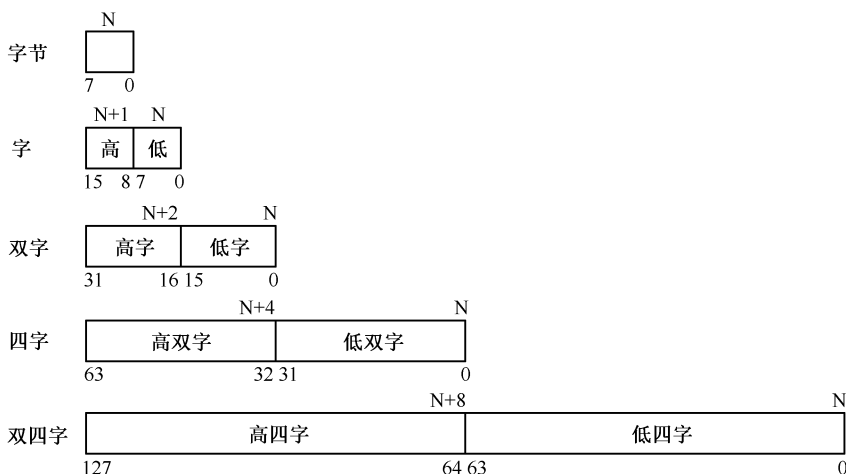 N
字节
7 0
N+1 N
字 高 低
15 8 7 0
N+2 N
双字 高字 低字
31 16 15 0
N+4 N
四字 高双字 低双字
63 32 31 0
N+8 N
双四字 高四字 低四字
127 64 63 0